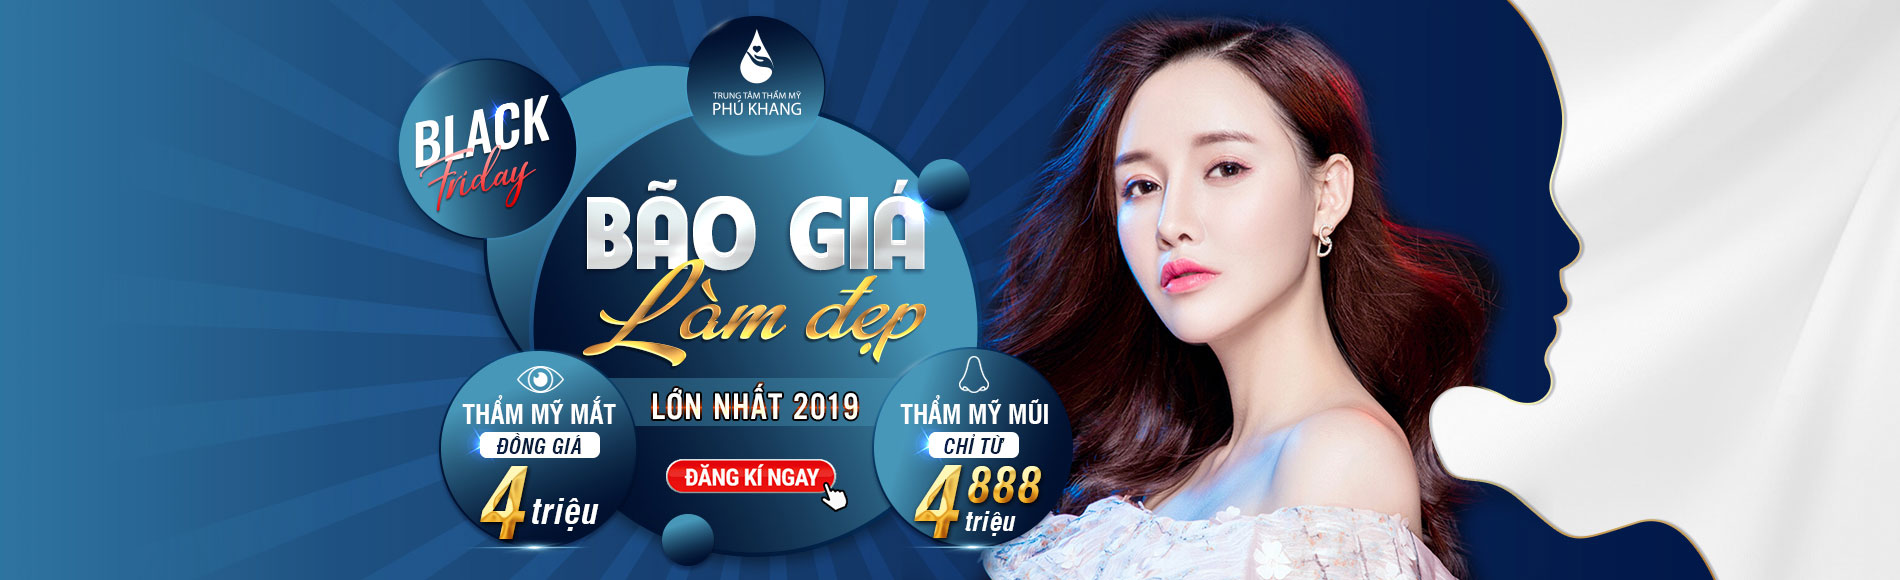 TRUNG TÂM THẨM MỸ
PHÚ KHANG
BLACK
Friday
BÃO GIÁ
Làm đẹp
LỚN NHẤT 2019
ĐĂNG KÍ NGAY
THẨM MỸ MẮT
ĐỒNG GIÁ
4 triệu
THẨM MỸ MŨI
CHỈ TỪ
4 888
triệu